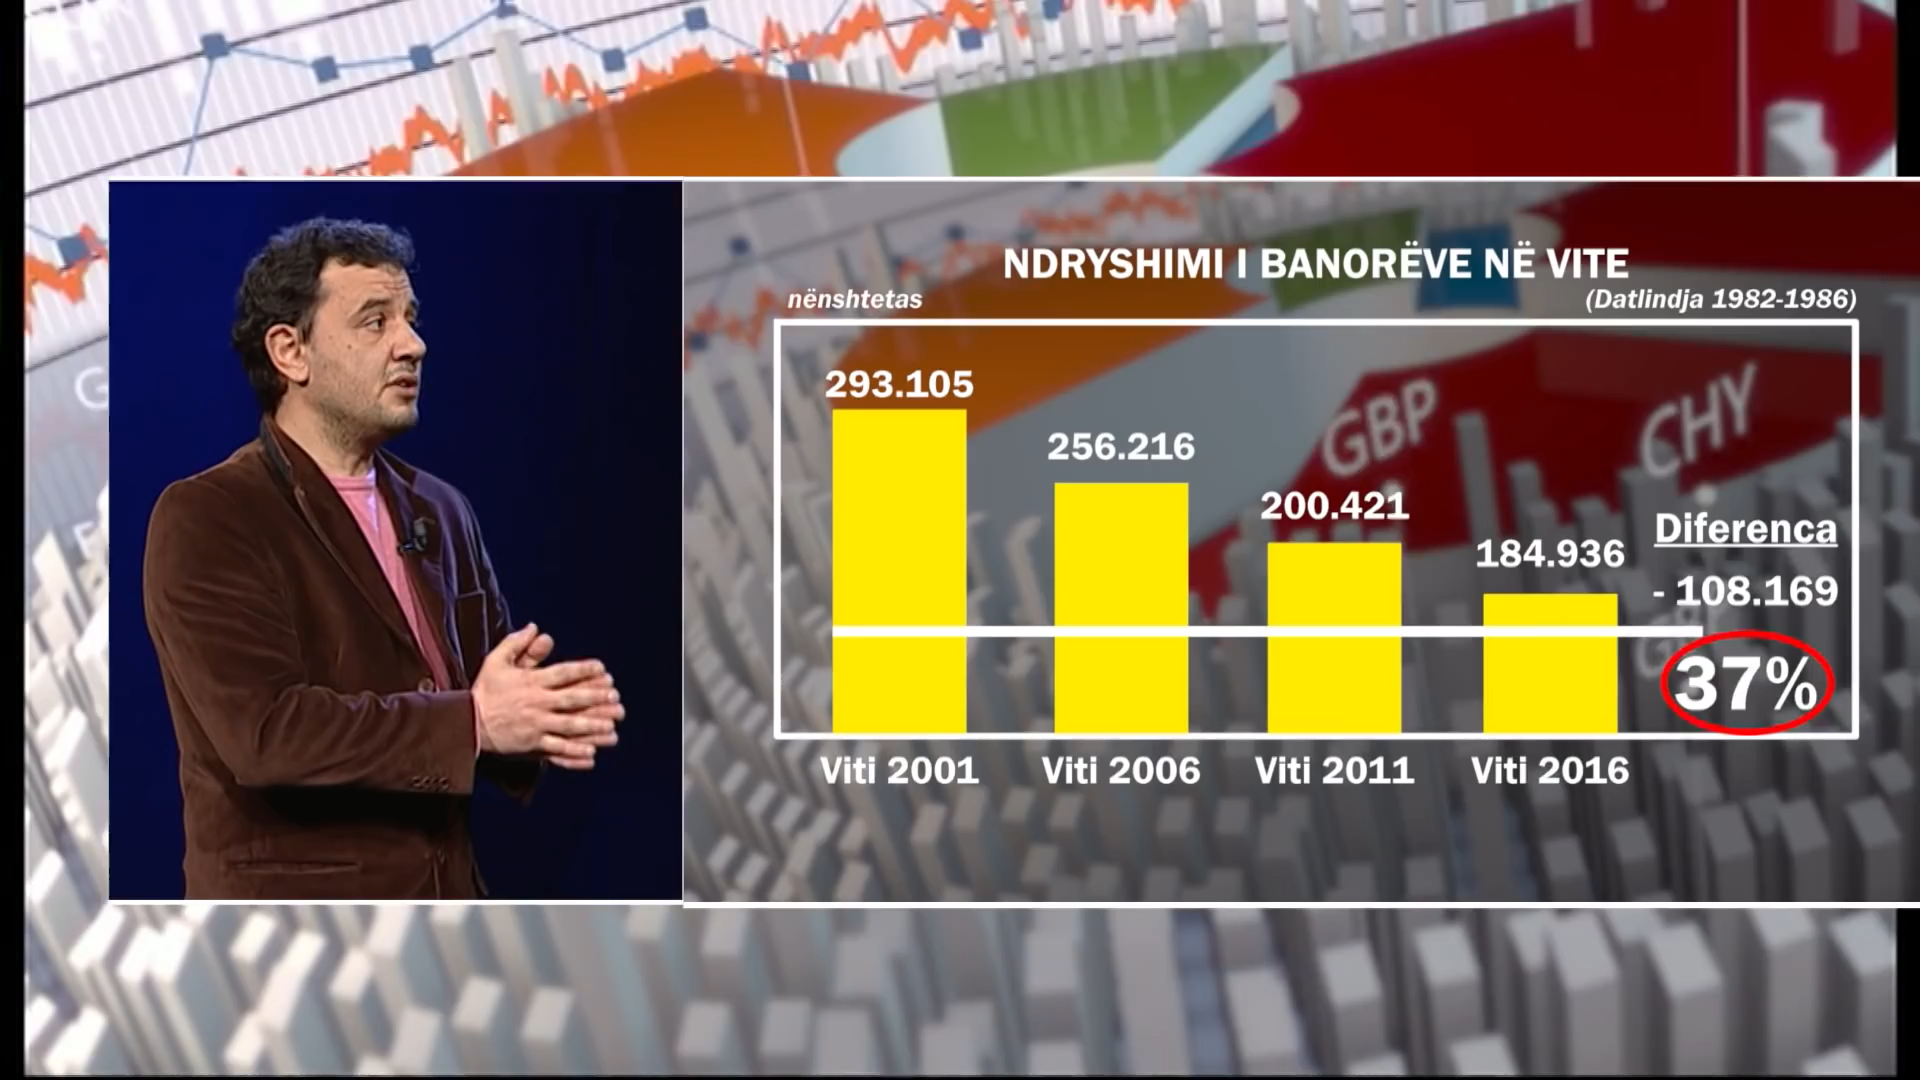 NDRYSHIMI I BANORËVE NË VITE
nënshtetas
(Datlindja 1982-1986)
293.105
256.216
200.421
184.936
Diferenca
- 108.169
37%
Viti 2001
Viti 2006
Viti 2011
Viti 2016
GBP
CHY